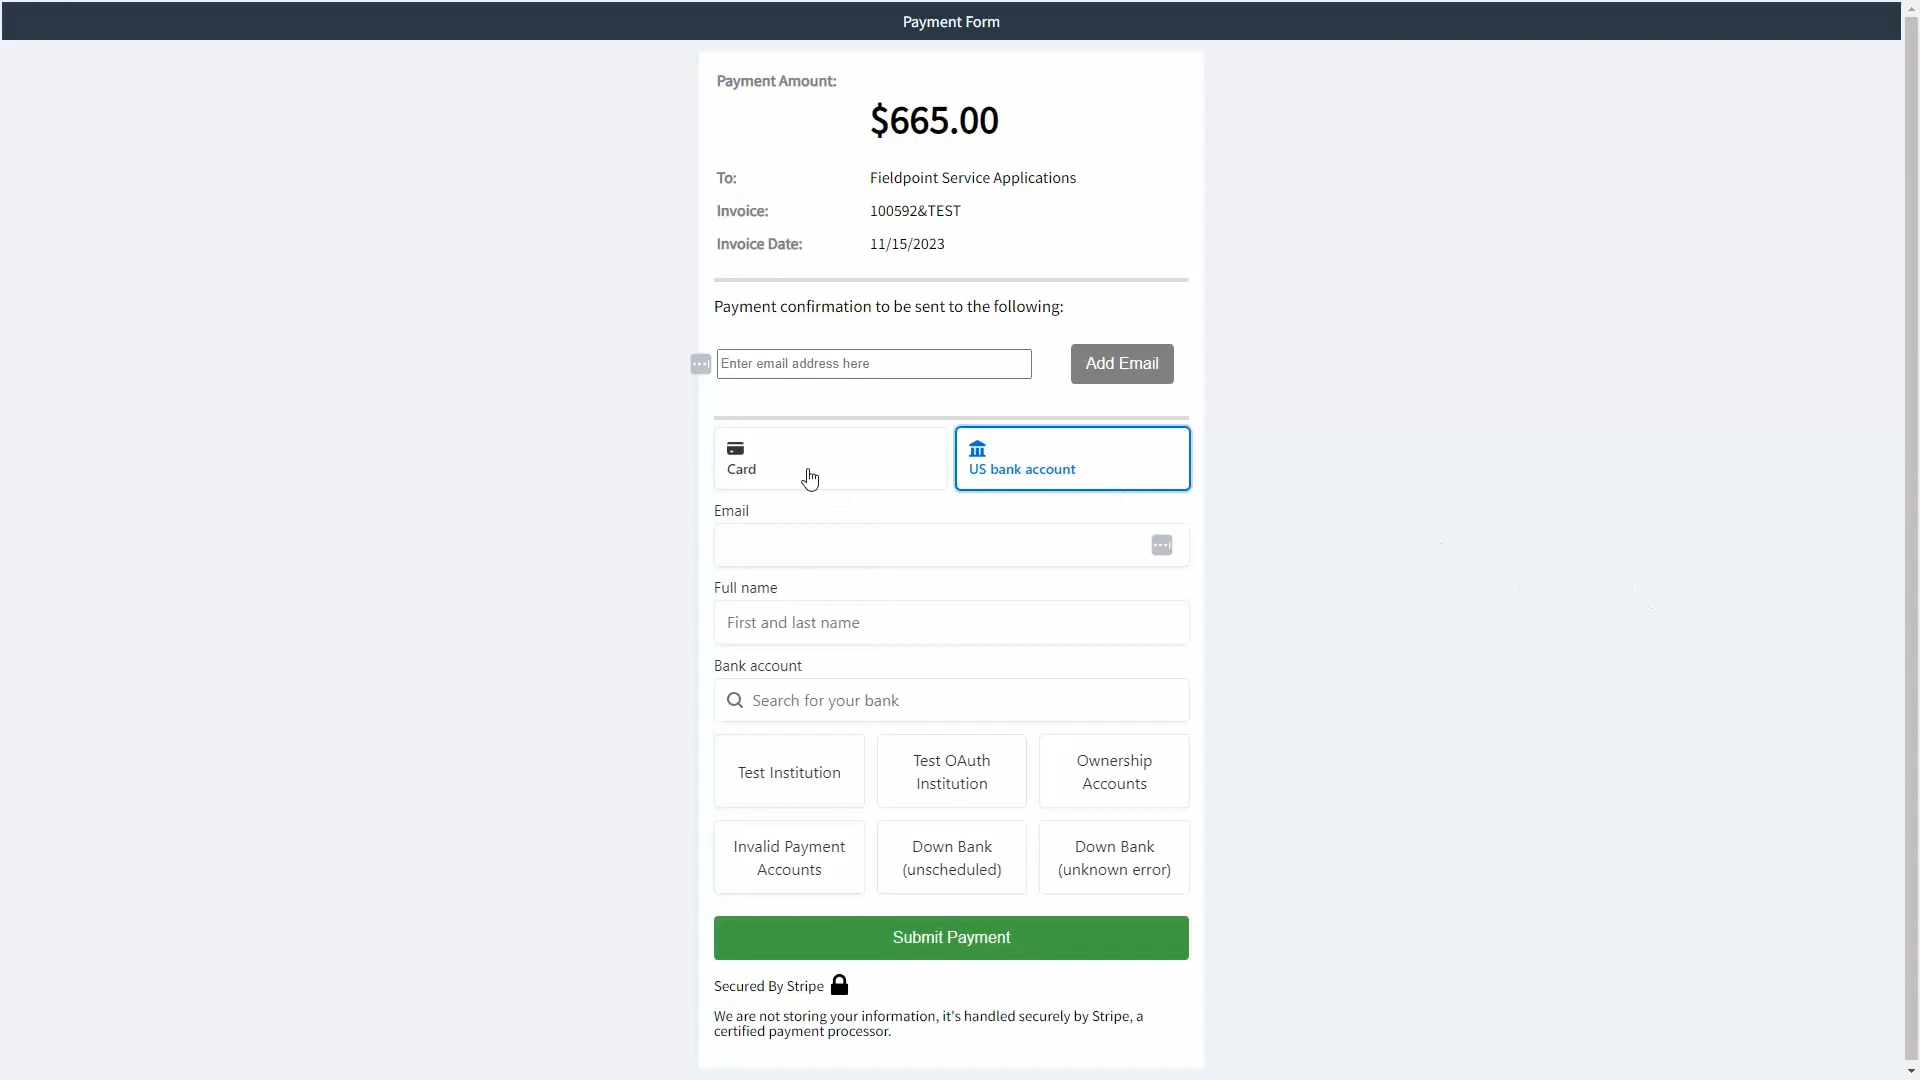 Payment Form
Payment Amount:
$665.00
To: Fieldpoint Service Applications
Invoice: 100592&TEST
Invoice Date: 11/15/2023
Payment confirmation to be sent to the following:
Enter email address here Add Email
Card US bank account
Email
Full name
First and last name
Bank account
Search for your bank
Test Institution
Test OAuth
Institution
Ownership
Accounts
Invalid Payment
Accounts
Down Bank
(unscheduled)
Down Bank
(unknown error)
Submit Payment
Secured By Stripe
We are not storing your information, it's handled securely by Stripe, a
certified payment processor.